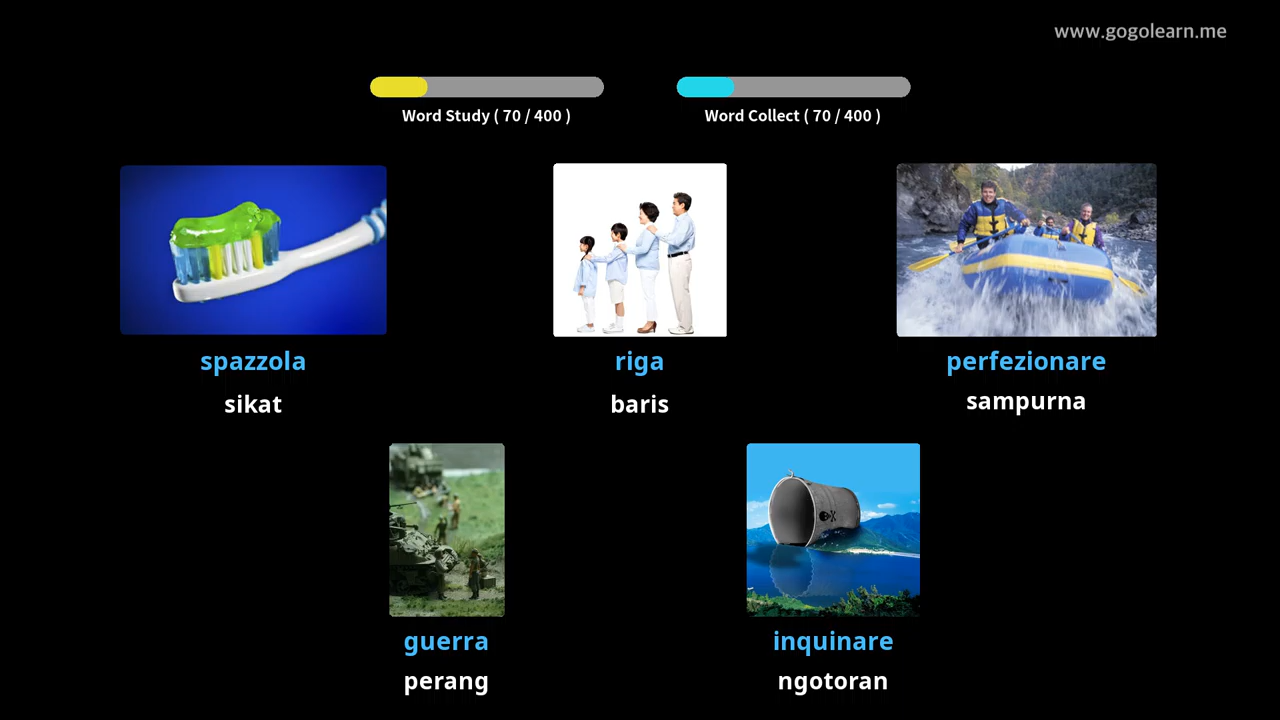 www.gogolearn.me
Word Study ( 70 / 400 )
Word Collect ( 70 / 400 )
spazzola
sikat
riga
baris
perfezionare
sampurna
guerra
perang
inquinare
ngotoran